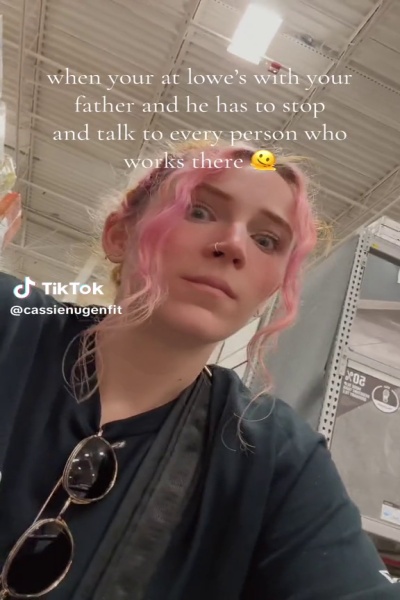 when your at lowe's with your
father and he has to stop
and talk to every person who
works there 🫠
TikTok
@cassienugenfit
50%